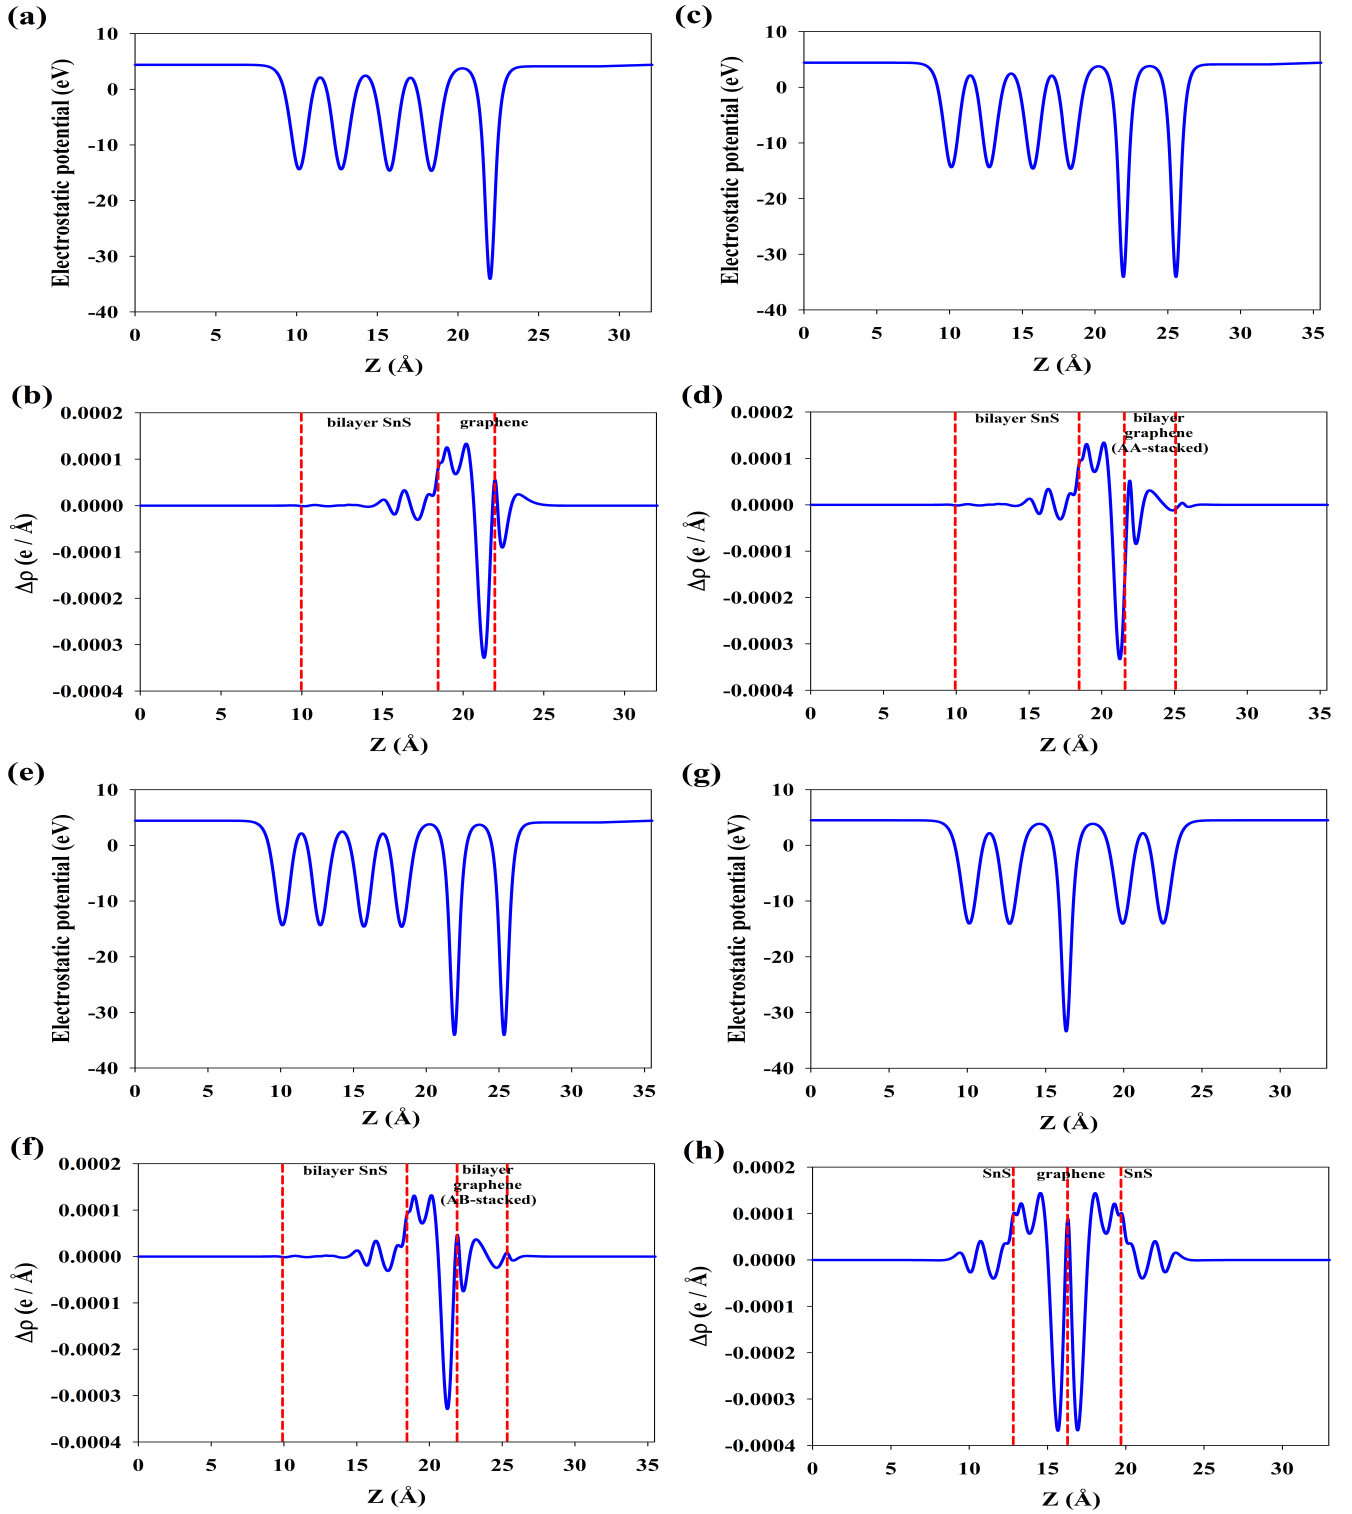 (a)
10
0
-10
-20
-30
-40
Electrostatic potential (eV)
0 5 10 15 20 25 30
Z (Å)
(c)
10
0
-10
-20
-30
-40
Electrostatic potential (eV)
0 5 10 15 20 25 30 35
Z (Å)
(b)
0.0002
0.0001
0.0000
-0.0001
-0.0002
-0.0003
-0.0004
Δρ (e / Å)
bilayer SnS graphene
0 5 10 15 20 25 30
Z (Å)
(d)
0.0002
0.0001
0.0000
-0.0001
-0.0002
-0.0003
-0.0004
Δρ (e / Å)
bilayer SnS bilayer
graphene
(AA-stacked)
0 5 10 15 20 25 30 35
Z (Å)
(e)
10
0
-10
-20
-30
-40
Electrostatic potential (eV)
0 5 10 15 20 25 30 35
Z (Å)
(g)
10
0
-10
-20
-30
-40
Electrostatic potential (eV)
0 5 10 15 20 25 30
Z (Å)
(f)
0.0002
0.0001
0.0000
-0.0001
-0.0002
-0.0003
-0.0004
Δρ (e / Å)
bilayer SnS bilayer
graphene
(AB-stacked)
0 5 10 15 20 25 30 35
Z (Å)
(h)
0.0002
0.0001
0.0000
-0.0001
-0.0002
-0.0003
-0.0004
Δρ (e / Å)
SnS graphene SnS
0 5 10 15 20 25 30
Z (Å)